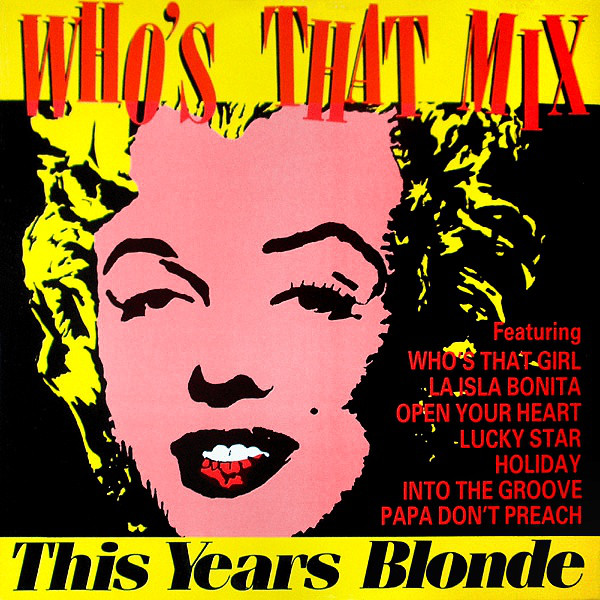 WHO'S THAT MIX
Featuring
WHO'S THAT GIRL
LA ISLA BONITA
OPEN YOUR HEART
LUCKY STAR
HOLIDAY
INTO THE GROOVE
PAPA DON'T PREACH
This Years Blonde